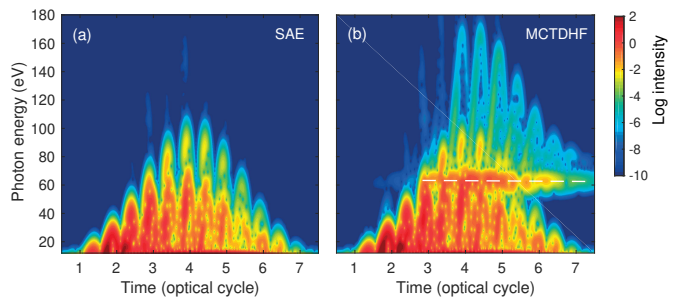 (a) SAE
(b) MCTDHF
Photon energy (eV)
180
160
140
120
100
80
60
40
20
1 2 3 4 5 6 7
Time (optical cycle)
1 2 3 4 5 6 7
Time (optical cycle)
2
0
-2
-4
-6
-8
-10
Log intensity